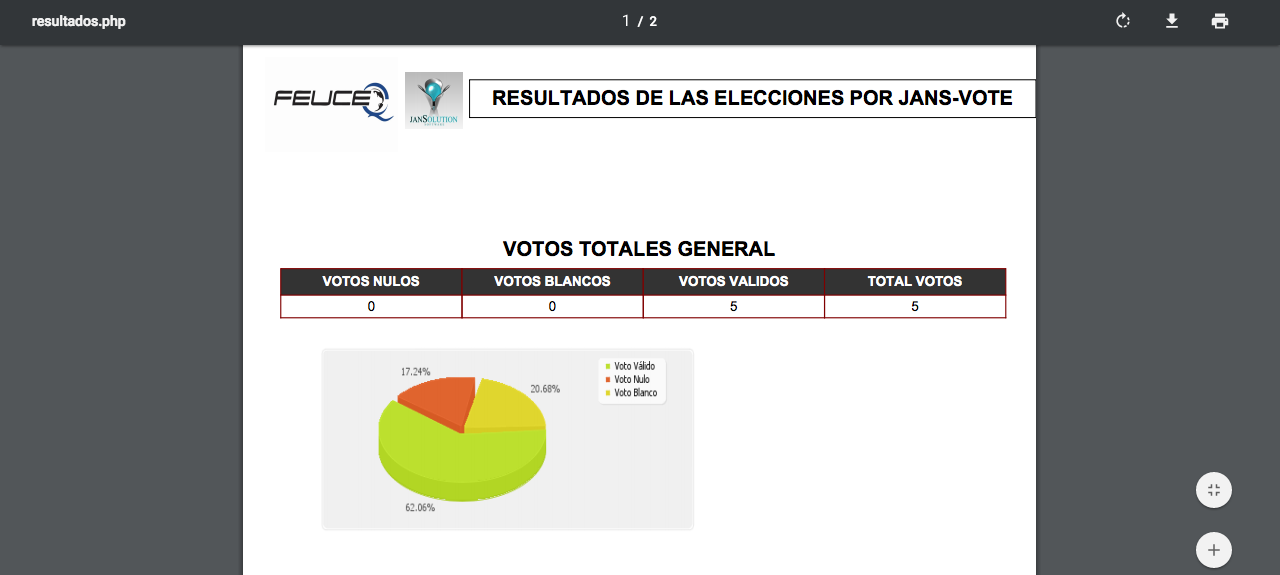 resultados.php
1 / 2
FEUCE Q
JANSOLUTION
RESULTADOS DE LAS ELECCIONES POR JANS-VOTE
VOTOS TOTALES GENERAL
VOTOS NULOS VOTOS BLANCOS VOTOS VALIDOS TOTAL VOTOS
0 0 5 5
17.24%
20.68%
62.06%
Voto Válido
Voto Nulo
Voto Blanco